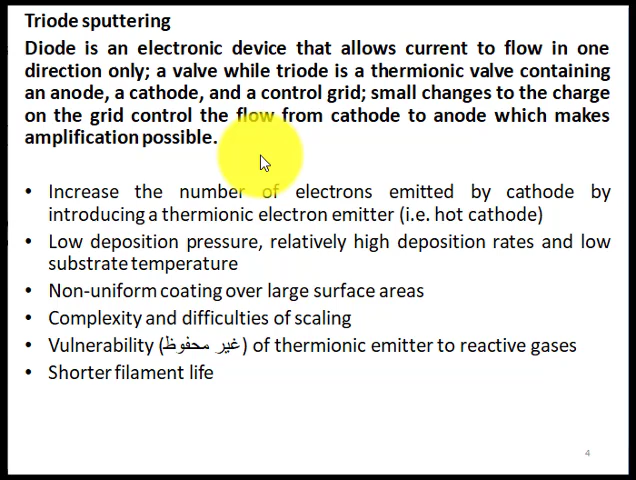 Triode sputtering
Diode is an electronic device that allows current to flow in one
direction only; a valve while triode is a thermionic valve containing
an anode, a cathode, and a control grid; small changes to the charge
on the grid control the flow from cathode to anode which makes
amplification possible.
• Increase the number of electrons emitted by cathode by
introducing a thermionic electron emitter (i.e. hot cathode)
• Low deposition pressure, relatively high deposition rates and low
substrate temperature
• Non-uniform coating over large surface areas
• Complexity and difficulties of scaling
• Vulnerability (غیر محفوظ) of thermionic emitter to reactive gases
• Shorter filament life
4